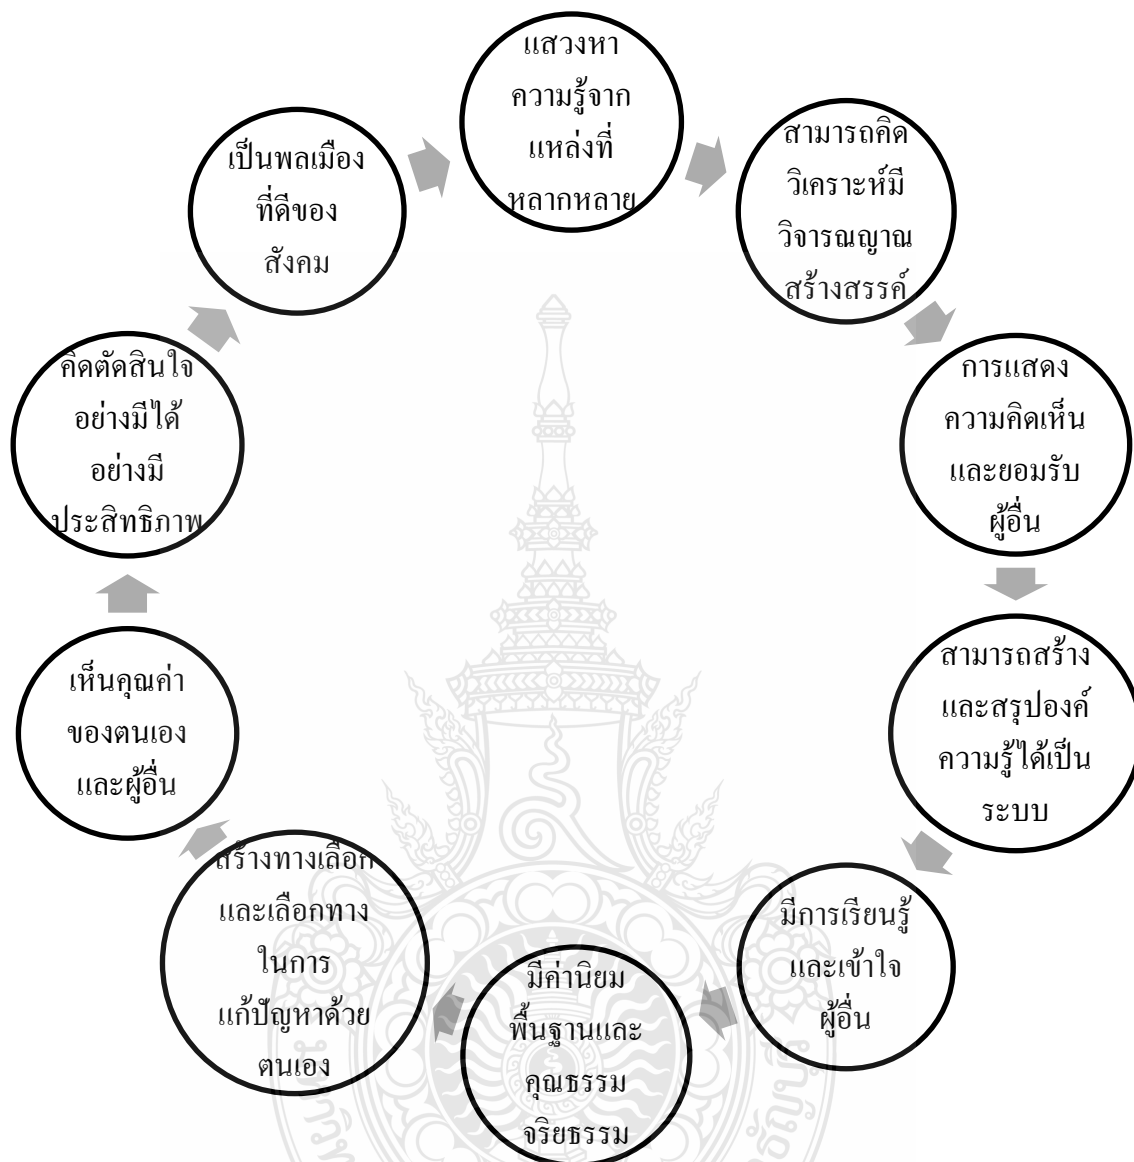 แสวงหา
ความรู้จาก
แหล่งที่
หลากหลาย
สามารถคิด
วิเคราะห์มี
วิจารณญาณ
สร้างสรรค์
การแสดง
ความคิดเห็น
และยอมรับ
ผู้อื่น
สามารถสร้าง
และสรุปองค์
ความรู้ได้เป็น
ระบบ
มีการเรียนรู้
และเข้าใจ
ผู้อื่น
มีค่านิยม
พื้นฐานและ
คุณธรรม
จริยธรรม
สร้างทางเลือก
และเลือกทาง
ในการ
แก้ปัญหาด้วย
ตนเอง
เห็นคุณค่า
ของตนเอง
และผู้อื่น
คิดตัดสินใจ
อย่างมีได้
อย่างมี
ประสิทธิภาพ
เป็นพลเมือง
ที่ดีของ
สังคม